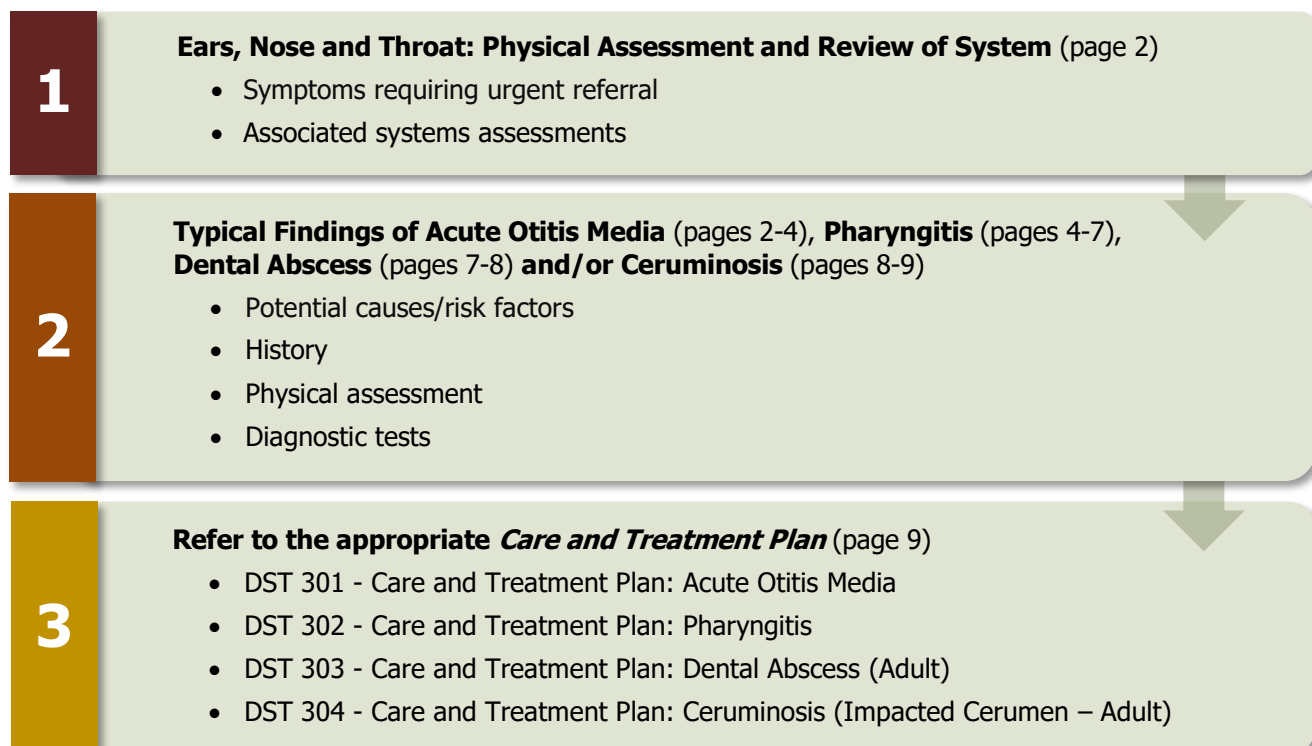 1
Ears, Nose and Throat: Physical Assessment and Review of System (page 2)
• Symptoms requiring urgent referral
• Associated systems assessments
2
Typical Findings of Acute Otitis Media (pages 2-4), Pharyngitis (pages 4-7),
Dental Abscess (pages 7-8) and/or Ceruminosis (pages 8-9)
• Potential causes/risk factors
• History
• Physical assessment
• Diagnostic tests
3
Refer to the appropriate Care and Treatment Plan (page 9)
• DST 301 - Care and Treatment Plan: Acute Otitis Media
• DST 302 - Care and Treatment Plan: Pharyngitis
• DST 303 - Care and Treatment Plan: Dental Abscess (Adult)
• DST 304 - Care and Treatment Plan: Ceruminosis (Impacted Cerumen – Adult)